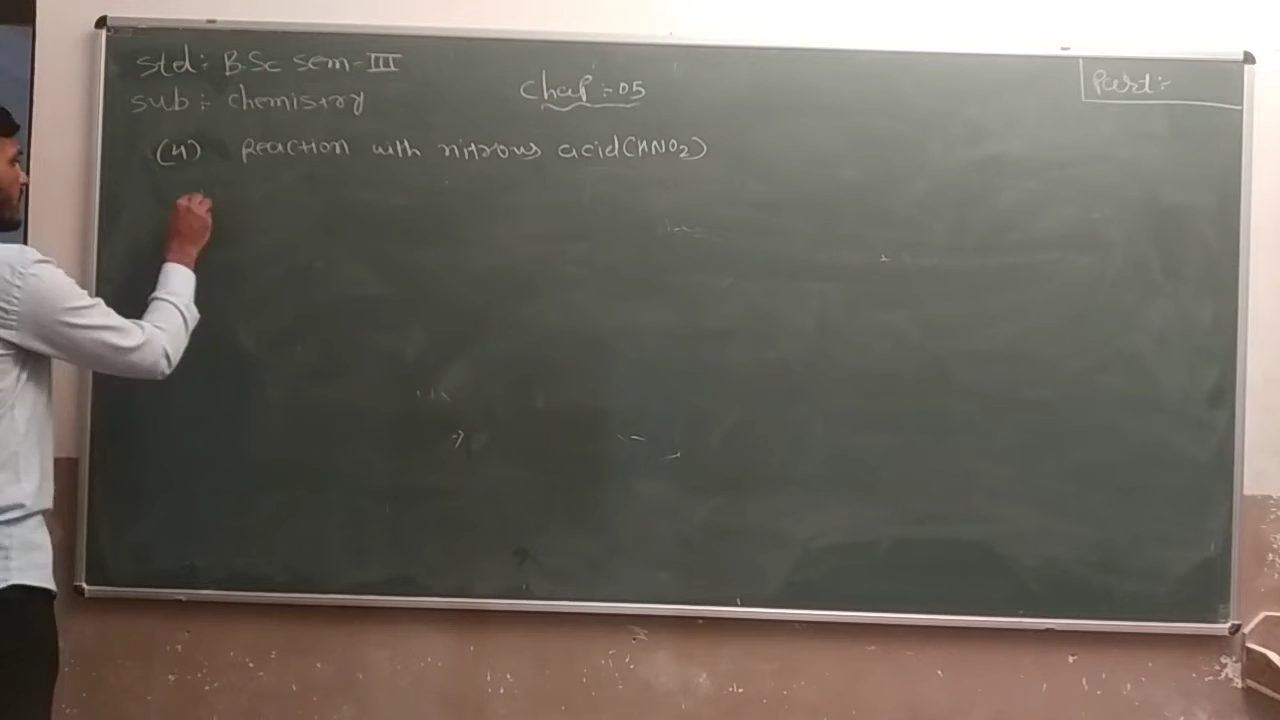 Std: B.Sc sem-III
sub:- chemistry
Chap:-05
Part:-
(4) Reaction with nitrous acid(HNO2)